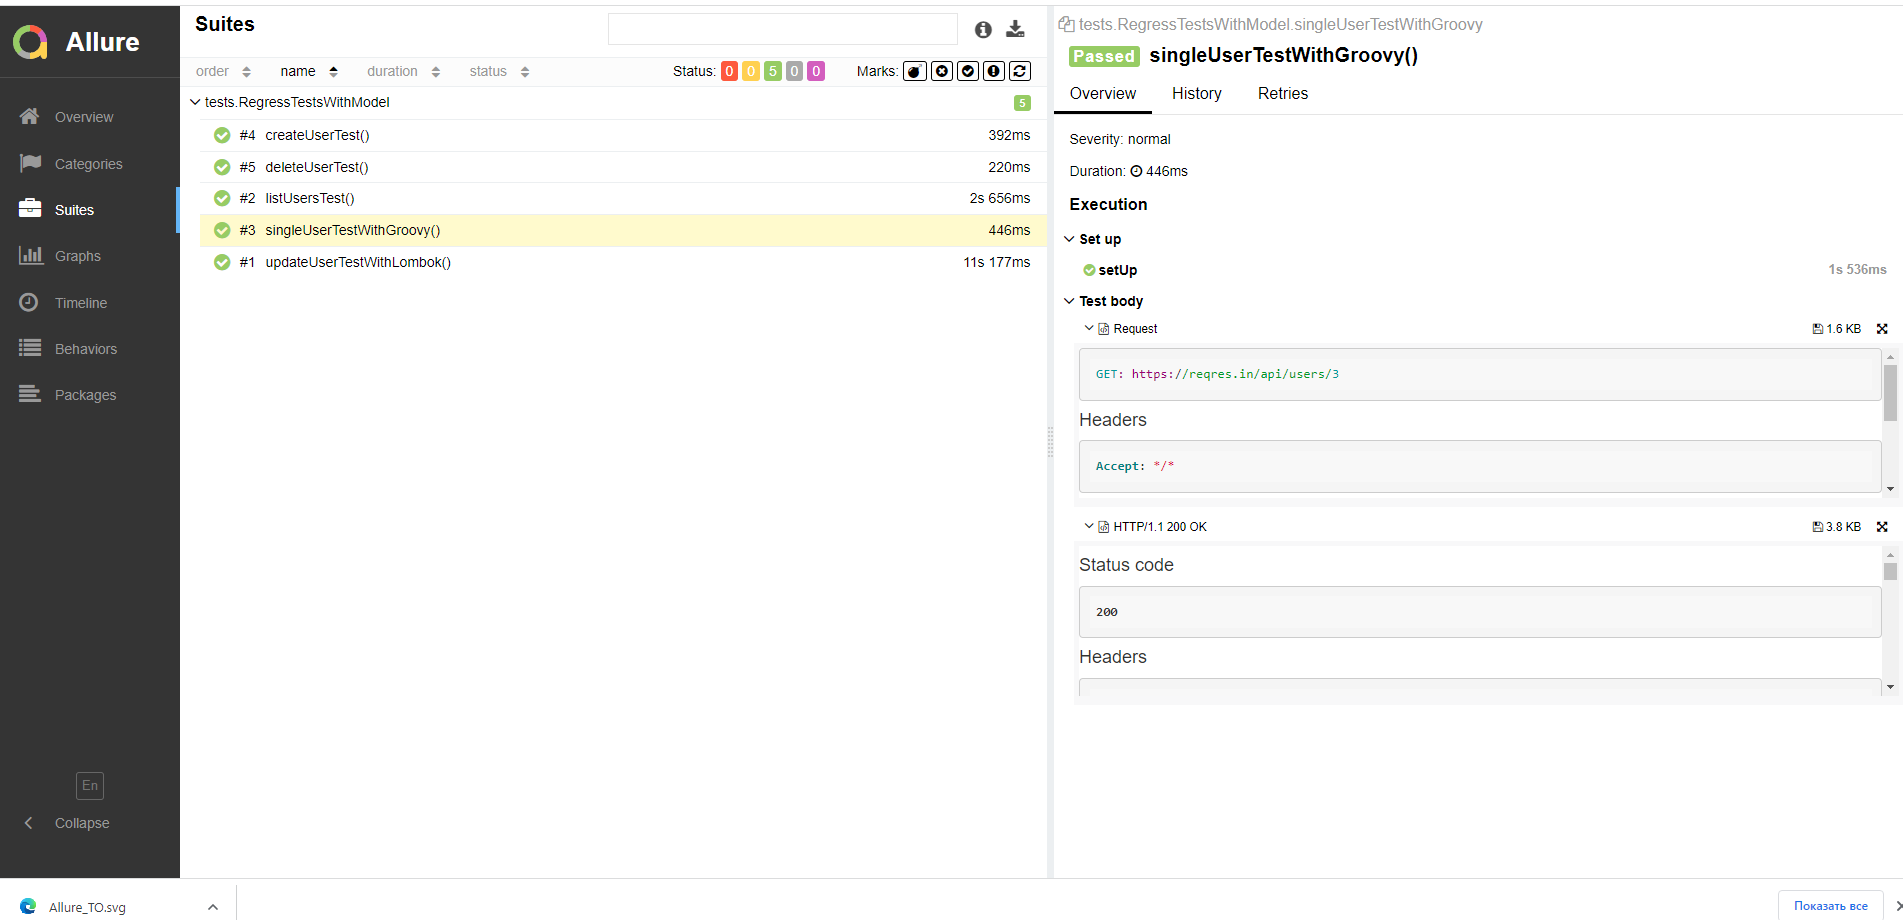 Allure
Overview
Categories
Suites
Graphs
Timeline
Behaviors
Packages
En
Collapse
Suites
order name duration status Status: 0 0 5 0 0 Marks:
tests.RegressTestsWithModel 5
#4 createUserTest() 392ms
#5 deleteUserTest() 220ms
#2 listUsersTest() 2s 656ms
#3 singleUserTestWithGroovy() 446ms
#1 updateUserTestWithLombok() 11s 177ms
tests.RegressTestsWithModel.singleUserTestWithGroovy
Passed singleUserTestWithGroovy()
Overview History Retries
Severity: normal
Duration: 446ms
Execution
Set up
setUp 1s 536ms
Test body
Request 1.6 KB
GET: https://reqres.in/api/users/3
Headers
Accept: */*
HTTP/1.1 200 OK 3.8 KB
Status code
200
Headers
Allure_TO.svg
Показать все